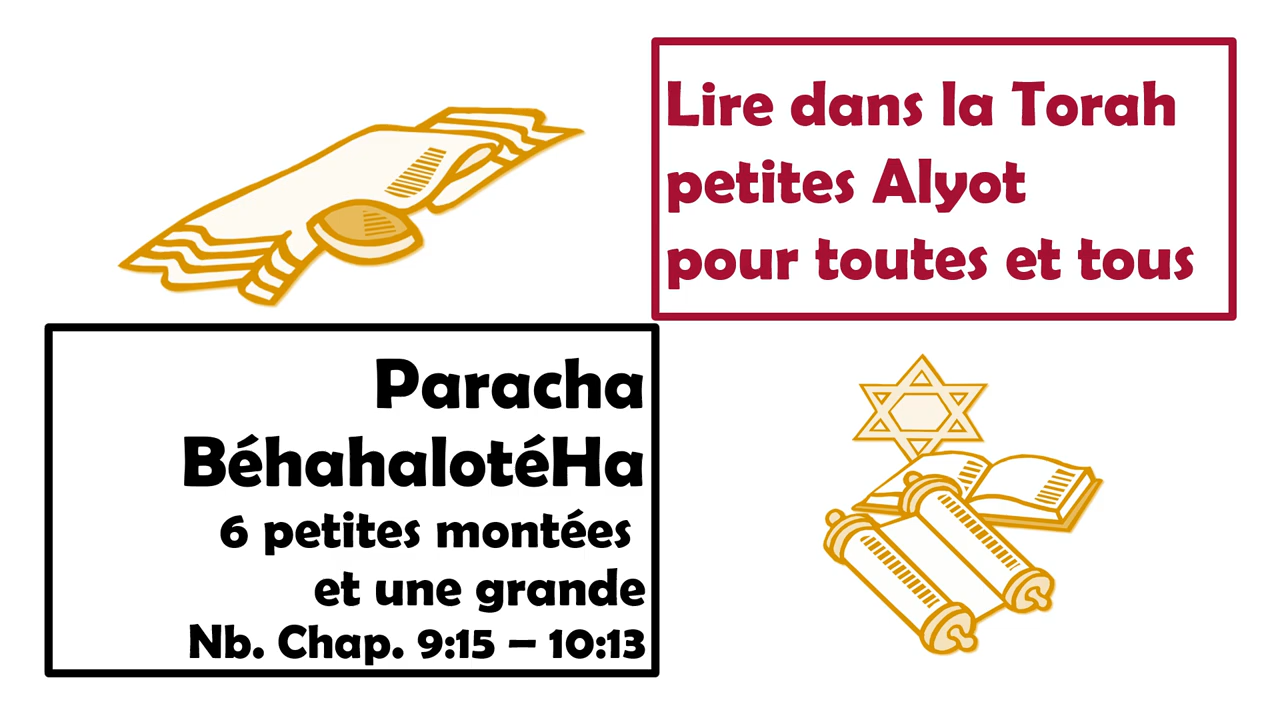 Lire dans la Torah
petites Alyot
pour toutes et tous
Paracha
BéhahalotéHa
6 petites montées
et une grande
Nb. Chap. 9:15 – 10:13